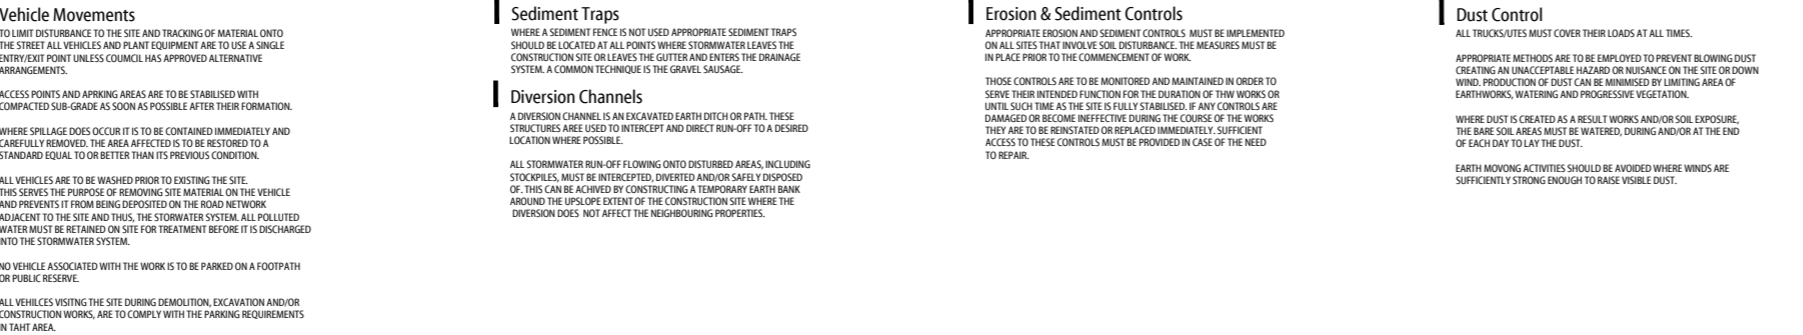 Vehicle Movements
TO LIMIT DISTURBANCE TO THE SITE AND TRACKING OF MATERIAL ONTO
THE STREET ALL VEHICLES AND PLANT EQUIPMENT ARE TO USE A SINGLE
ENTRY/EXIT POINT UNLESS COUMCIL HAS APPROVED ALTERNATIVE
ARRANGEMENTS.
ACCESS POINTS AND APRKING AREAS ARE TO BE STABILISED WITH
COMPACTED SUB-GRADE AS SOON AS POSSIBLE AFTER THEIR FORMATION.
WHERE SPILLAGE DOES OCCUR IT IS TO BE CONTAINED IMMEDIATELY AND
CAREFULLY REMOVED. THE AREA AFFECTED IS TO BE RESTORED TO A
STANDARD EQUAL TO OR BETTER THAN ITS PREVIOUS CONDITION.
ALL VEHICLES ARE TO BE WASHED PRIOR TO EXISTING THE SITE.
THIS SERVES THE PURPOSE OF REMOVING SITE MATERIAL ON THE VEHICLE
AND PREVENTS IT FROM BEING DEPOSITED ON THE ROAD NETWORK
ADJACENT TO THE SITE AND THUS, THE STORWATER SYSTEM. ALL POLLUTED
WATER MUST BE RETAINED ON SITE FOR TREATMENT BEFORE IT IS DISCHARGED
INTO THE STORMWATER SYSTEM.
NO VEHICLE ASSOCIATED WITH THE WORK IS TO BE PARKED ON A FOOTPATH
OR PUBLIC RESERVE.
ALL VEHILCES VISITNG THE SITE DURING DEMOLITION, EXCAVATION AND/OR
CONSTRUCTION WORKS, ARE TO COMPLY WITH THE PARKING REQUIREMENTS
IN TAHT AREA.
Sediment Traps
WHERE A SEDIMENT FENCE IS NOT USED APPROPRIATE SEDIMENT TRAPS
SHOULD BE LOCATED AT ALL POINTS WHERE STORMWATER LEAVES THE
CONSTRUCTION SITE OR LEAVES THE GUTTER AND ENTERS THE DRAINAGE
SYSTEM. A COMMON TECHNIQUE IS THE GRAVEL SAUSAGE.
Diversion Channels
A DIVERSION CHANNEL IS AN EXCAVATED EARTH DITCH OR PATH. THESE
STRUCTURES AREE USED TO INTERCEPT AND DIRECT RUN-OFF TO A DESIRED
LOCATION WHERE POSSIBLE.
ALL STORMWATER RUN-OFF FLOWING ONTO DISTURBED AREAS, INCLUDING
STOCKPILES, MUST BE INTERCEPTED, DIVERTED AND/OR SAFELY DISPOSED
OF. THIS CAN BE ACHIVED BY CONSTRUCTING A TEMPORARY EARTH BANK
AROUND THE UPSLOPE EXTENT OF THE CONSTRUCTION SITE WHERE THE
DIVERSION DOES NOT AFFECT THE NEIGHBOURING PROPERTIES.
Erosion & Sediment Controls
APPROPRIATE EROSION AND SEDIMENT CONTROLS MUST BE IMPLEMENTED
ON ALL SITES THAT INVOLVE SOIL DISTURBANCE. THE MEASURES MUST BE
IN PLACE PRIOR TO THE COMMENCEMENT OF WORK.
THOSE CONTROLS ARE TO BE MONITORED AND MAINTAINED IN ORDER TO
SERVE THEIR INTENDED FUNCTION FOR THE DURATION OF THW WORKS OR
UNTIL SUCH TIME AS THE SITE IS FULLY STABILISED. IF ANY CONTROLS ARE
DAMAGED OR BECOME INEFFECTIVE DURING THE COURSE OF THE WORKS
THEY ARE TO BE REINSTATED OR REPLACED IMMEDIATELY. SUFFICIENT
ACCESS TO THESE CONTROLS MUST BE PROVIDED IN CASE OF THE NEED
TO REPAIR.
Dust Control
ALL TRUCKS/UTES MUST COVER THEIR LOADS AT ALL TIMES.
APPROPRIATE METHODS ARE TO BE EMPLOYED TO PREVENT BLOWING DUST
CREATING AN UNACCEPTABLE HAZARD OR NUISANCE ON THE SITE OR DOWN
WIND. PRODUCTION OF DUST CAN BE MINIMISED BY LIMITING AREA OF
EARTHWORKS, WATERING AND PROGRESSIVE VEGETATION.
WHERE DUST IS CREATED AS A RESULT WORKS AND/OR SOIL EXPOSURE,
THE BARE SOIL AREAS MUST BE WATERED, DURING AND/OR AT THE END
OF EACH DAY TO LAY THE DUST.
EARTH MOVONG ACTIVITIES SHOULD BE AVOIDED WHERE WINDS ARE
SUFFICIENTLY STRONG ENOUGH TO RAISE VISIBLE DUST.